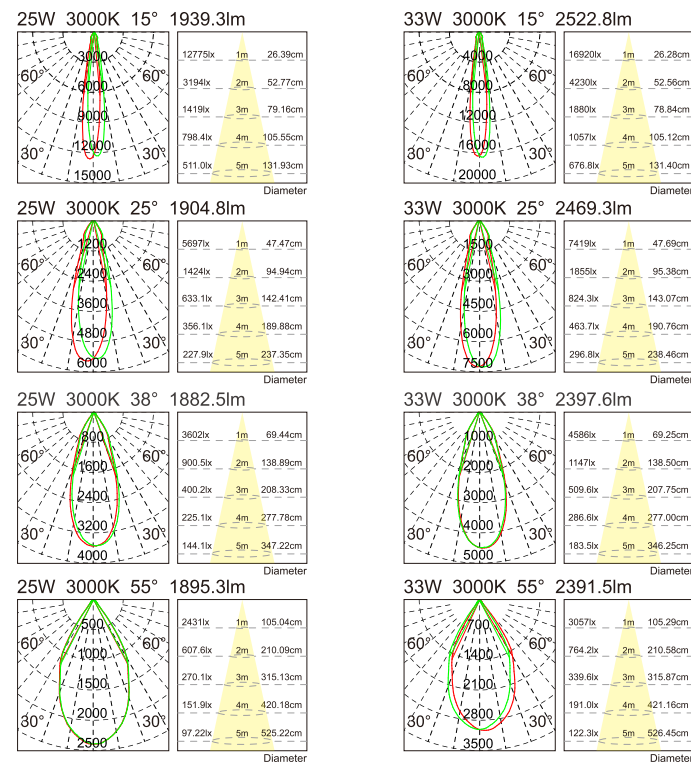 25W 3000K 15° 1939.3lm
3000
6000
9000
12000
15000
60° 60°
30° 30°
12775lx 1m 26.39cm
3194lx 2m 52.77cm
1419lx 3m 79.16cm
798.4lx 4m 105.55cm
511.0lx 5m 131.93cm
Diameter
33W 3000K 15° 2522.8lm
4000
8000
12000
16000
20000
60° 60°
30° 30°
16920lx 1m 26.28cm
4230lx 2m 52.56cm
1880lx 3m 78.84cm
1057lx 4m 105.12cm
676.8lx 5m 131.40cm
Diameter
25W 3000K 25° 1904.8lm
1200
2400
3600
4800
6000
60° 60°
30° 30°
5697lx 1m 47.47cm
1424lx 2m 94.94cm
633.1lx 3m 142.41cm
356.1lx 4m 189.88cm
227.9lx 5m 237.35cm
Diameter
33W 3000K 25° 2469.3lm
1500
3000
4500
6000
7500
60° 60°
30° 30°
7419lx 1m 47.69cm
1855lx 2m 95.38cm
824.3lx 3m 143.07cm
463.7lx 4m 190.76cm
296.8lx 5m 238.46cm
Diameter
25W 3000K 38° 1882.5lm
800
1600
2400
3200
4000
60° 60°
30° 30°
3602lx 1m 69.44cm
900.5lx 2m 138.89cm
400.2lx 3m 208.33cm
225.1lx 4m 277.78cm
144.1lx 5m 347.22cm
Diameter
33W 3000K 38° 2397.6lm
1000
2000
3000
4000
5000
60° 60°
30° 30°
4586lx 1m 69.25cm
1147lx 2m 138.50cm
509.6lx 3m 207.75cm
286.6lx 4m 277.00cm
183.5lx 5m 346.25cm
Diameter
25W 3000K 55° 1895.3lm
500
1000
1500
2000
2500
60° 60°
30° 30°
2431lx 1m 105.04cm
607.6lx 2m 210.09cm
270.1lx 3m 315.13cm
151.9lx 4m 420.18cm
97.22lx 5m 525.22cm
Diameter
33W 3000K 55° 2391.5lm
700
1400
2100
2800
3500
60° 60°
30° 30°
3057lx 1m 105.29cm
764.2lx 2m 210.58cm
339.6lx 3m 315.87cm
191.0lx 4m 421.16cm
122.3lx 5m 526.45cm
Diameter